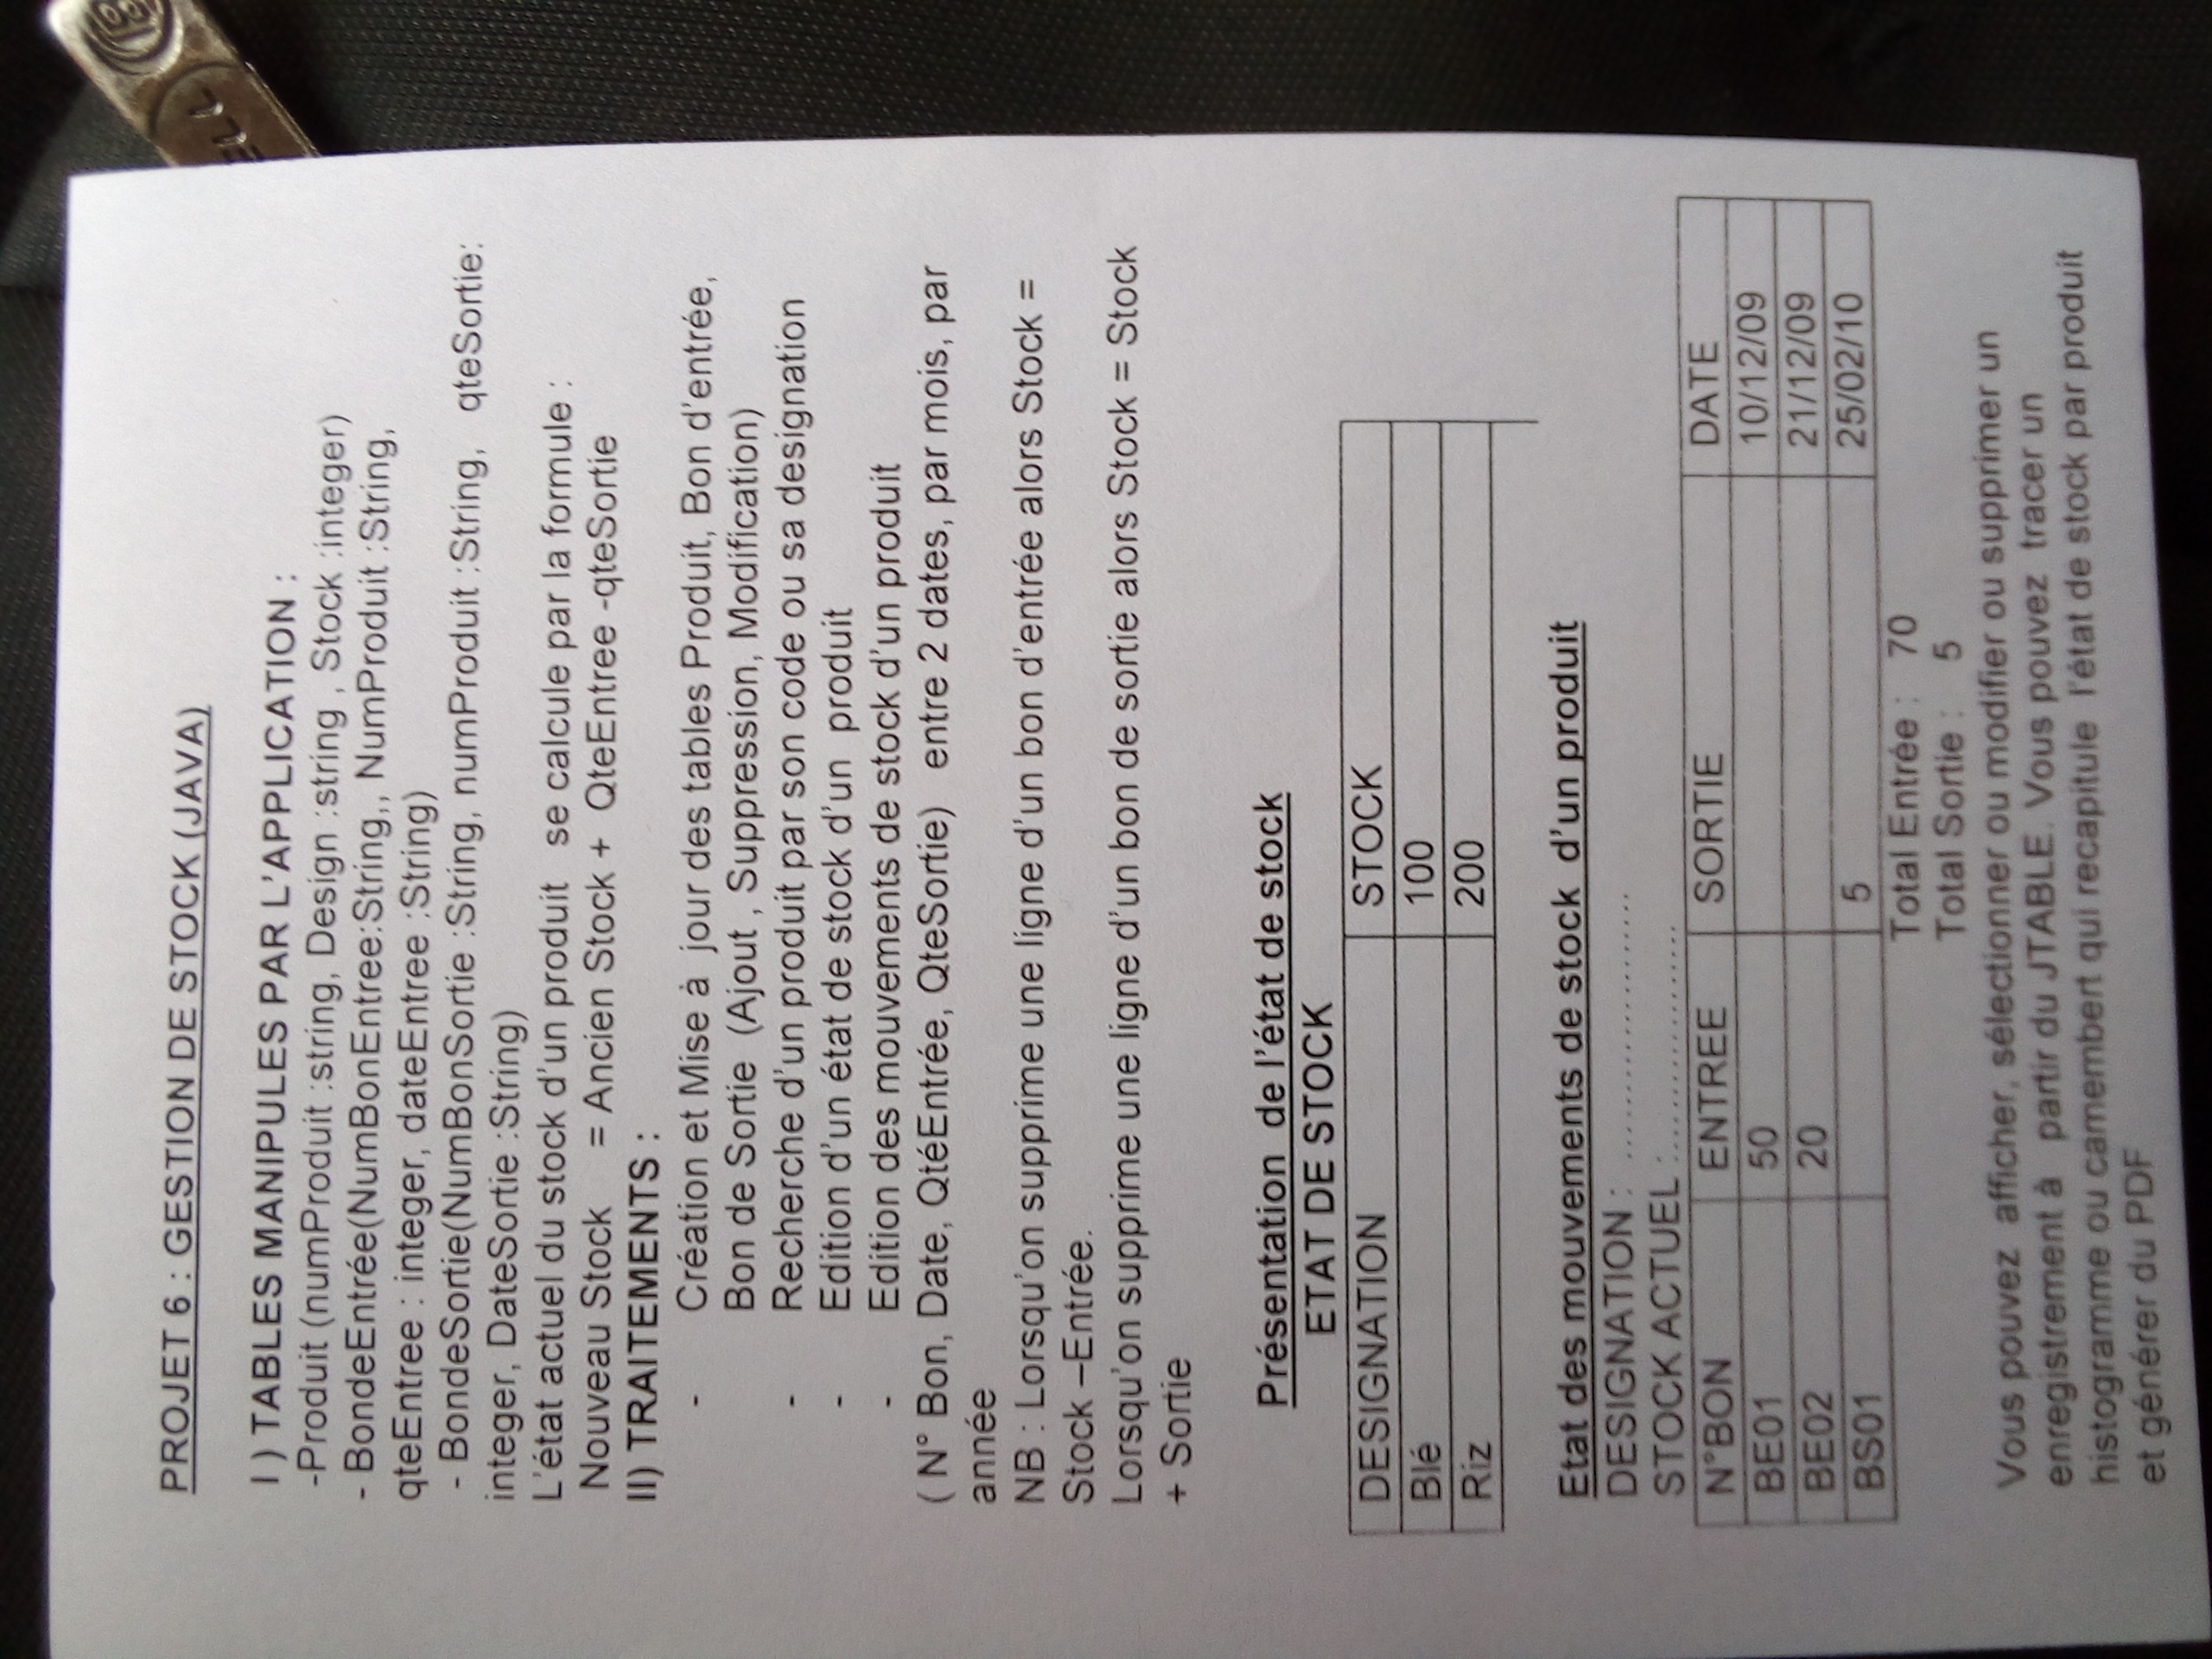 PROJET 6 : GESTION DE STOCK (JAVA)
I ) TABLES MANIPULES PAR L'APPLICATION :
-Produit (numProduit :string, Design :string , Stock :integer)
- BondeEntrée(NumBonEntree:String,, NumProduit :String,
qteEntree : integer, dateEntree :String)
- BondeSortie(NumBonSortie :String, numProduit :String, qteSortie:
integer, DateSortie :String)
L'état actuel du stock d'un produit se calcule par la formule :
Nouveau Stock = Ancien Stock + QteEntree -qteSortie
II) TRAITEMENTS :
- Création et Mise à jour des tables Produit, Bon d'entrée,
Bon de Sortie (Ajout , Suppression, Modification)
- Recherche d'un produit par son code ou sa designation
- Edition d'un état de stock d'un produit
- Edition des mouvements de stock d'un produit
( N° Bon, Date, QtéEntrée, QteSortie) entre 2 dates, par mois, par
année
NB : Lorsqu'on supprime une ligne d'un bon d'entrée alors Stock =
Stock –Entrée.
Lorsqu'on supprime une ligne d'un bon de sortie alors Stock = Stock
+ Sortie
Présentation de l'état de stock
ETAT DE STOCK
DESIGNATION STOCK
Blé 100
Riz 200
Etat des mouvements de stock d'un produit
DESIGNATION : ....................
STOCK ACTUEL :..................
N°BON ENTREE SORTIE DATE
BE01 50 10/12/09
BE02 20 21/12/09
BS01 5 25/02/10
Total Entrée : 70
Total Sortie : 5
Vous pouvez afficher, sélectionner ou modifier ou supprimer un
enregistrement à partir du JTABLE. Vous pouvez tracer un
histogramme ou camembert qui recapitule l'état de stock par produit
et générer du PDF